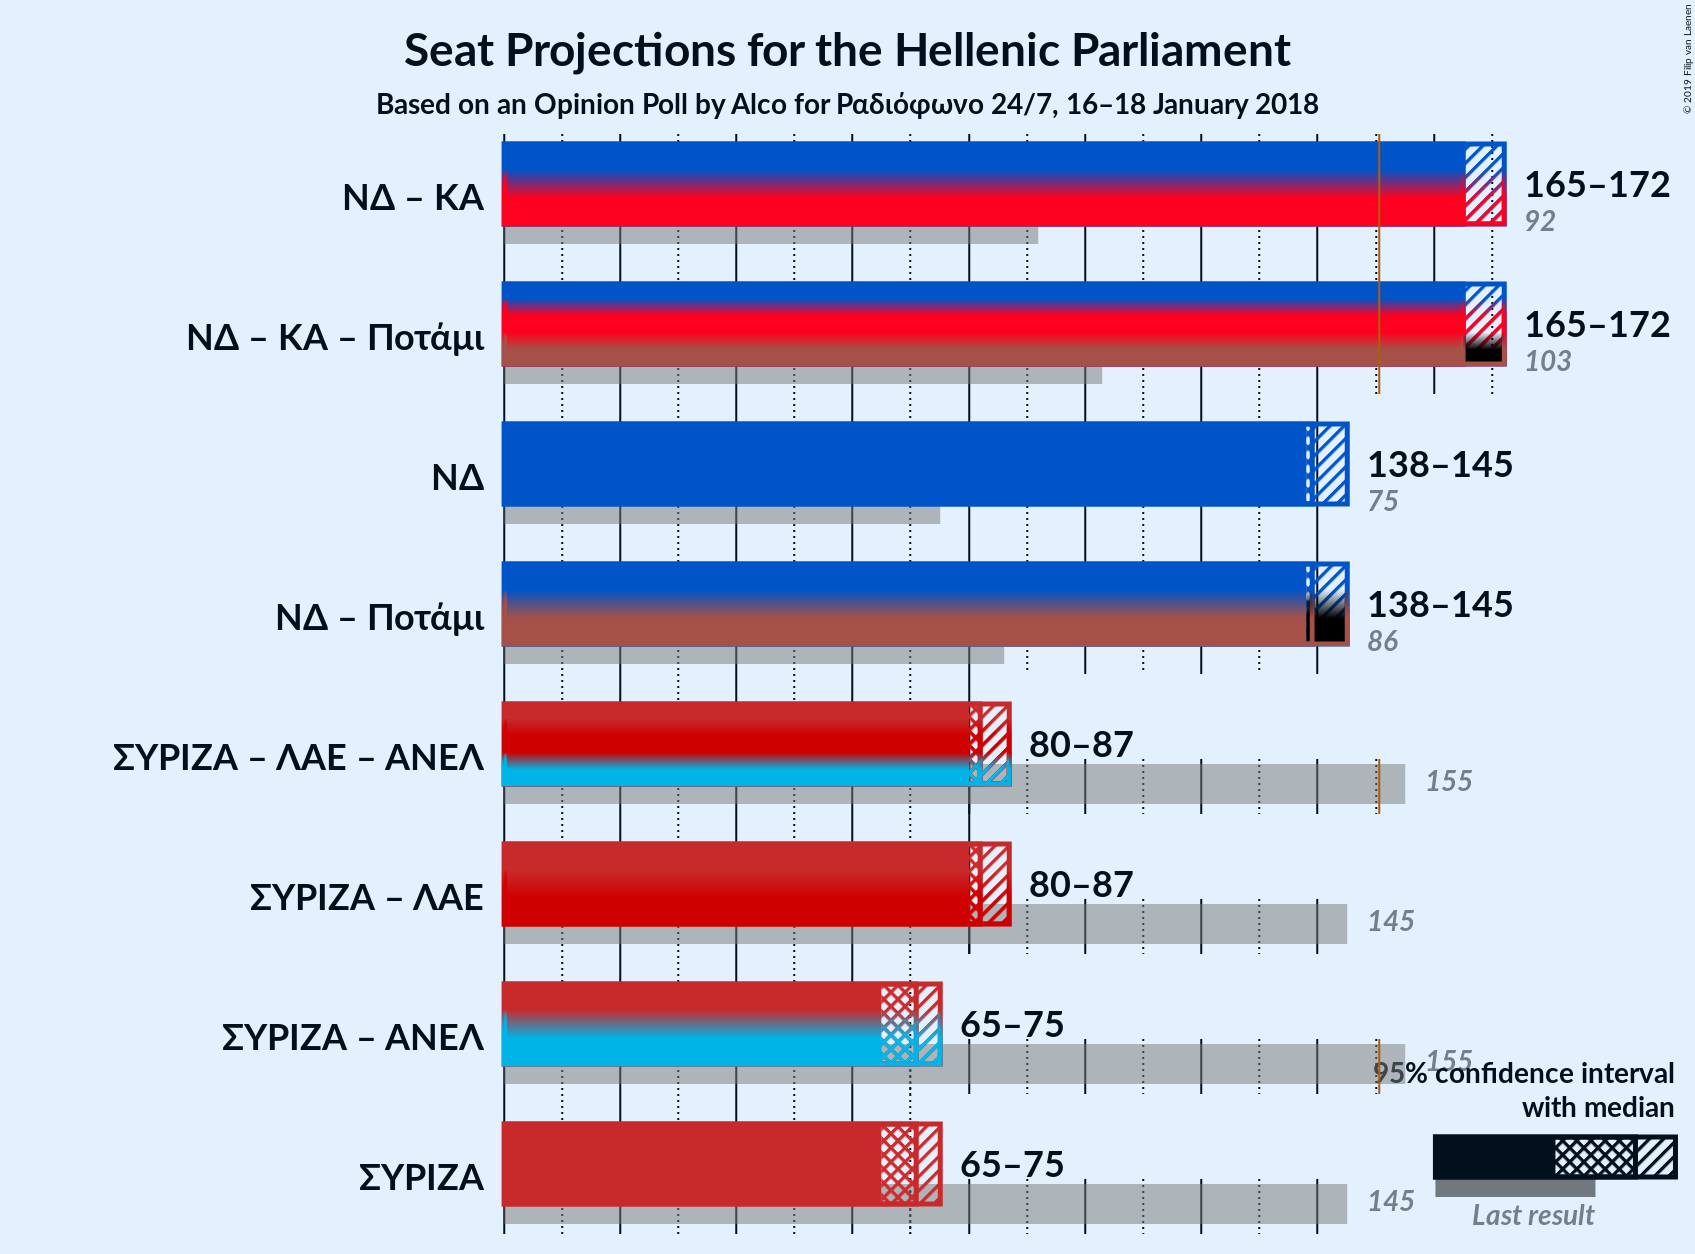 Seat Projections for the Hellenic Parliament
Based on an Opinion Poll by Alco for Ραδιόφωνο 24/7, 16–18 January 2018
© 2019 Filip van Laenen
ΝΔ – ΚΑ
165–172
92
ΝΔ – ΚΑ – Ποτάμι
165–172
103
ΝΔ
138–145
75
ΝΔ – Ποτάμι
138–145
86
ΣΥΡΙΖΑ – ΛΑΕ – ΑΝΕΛ
80–87
155
ΣΥΡΙΖΑ – ΛΑΕ
80–87
145
ΣΥΡΙΖΑ – ΑΝΕΛ
65–75
155
ΣΥΡΙΖΑ
65–75
145
95% confidence interval
with median
Last result